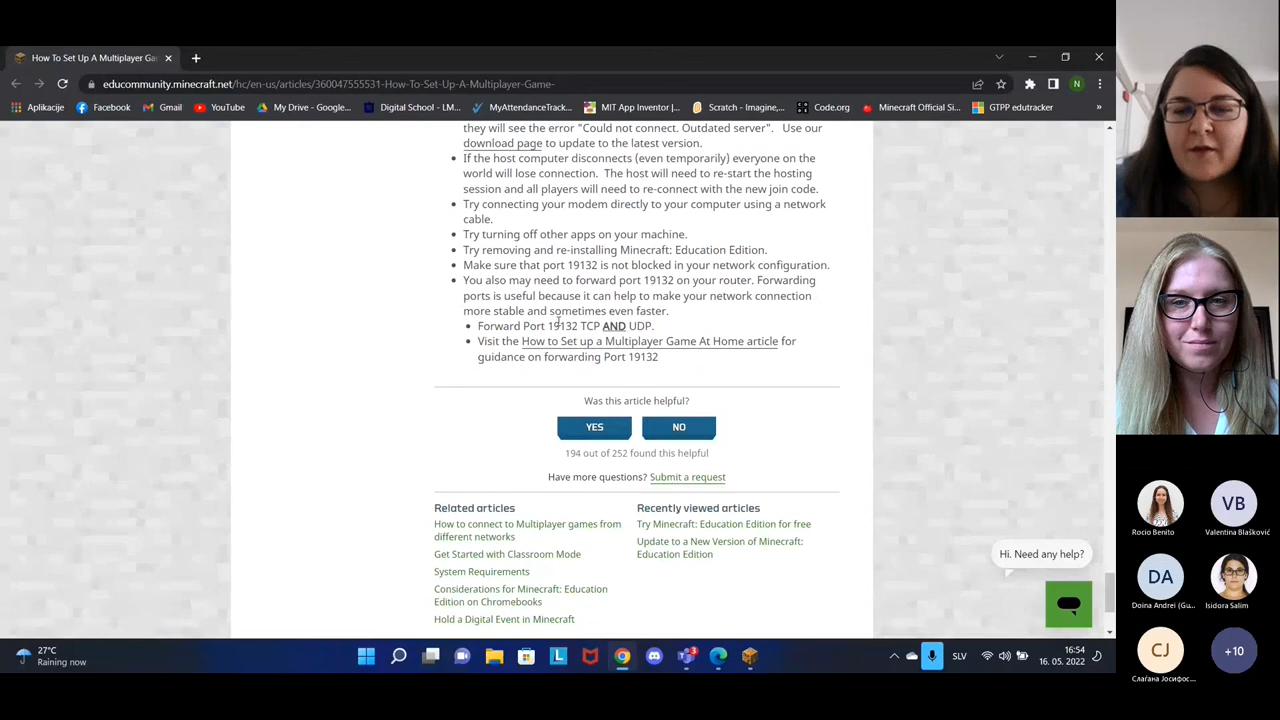 How To Set Up A Multiplayer Ga
educommunity.minecraft.net/hc/en-us/articles/360047555531-How-To-Set-Up-A-Multiplayer-Game-
Aplikacije Facebook Gmail YouTube My Drive - Google... Digital School - LM... MyAttendanceTrack... MIT App Inventor |... Scratch - Imagine,... Code.org Minecraft Official Si... GTPP edutracker »
they will see the error "Could not connect. Outdated server". Use our
download page to update to the latest version.
• If the host computer disconnects (even temporarily) everyone on the
world will lose connection. The host will need to re-start the hosting
session and all players will need to re-connect with the new join code.
• Try connecting your modem directly to your computer using a network
cable.
• Try turning off other apps on your machine.
• Try removing and re-installing Minecraft: Education Edition.
• Make sure that port 19132 is not blocked in your network configuration.
• You also may need to forward port 19132 on your router. Forwarding
ports is useful because it can help to make your network connection
more stable and sometimes even faster.
• Forward Port 19132 TCP AND UDP.
• Visit the How to Set up a Multiplayer Game At Home article for
guidance on forwarding Port 19132
Was this article helpful?
YES NO
194 out of 252 found this helpful
Have more questions? Submit a request
Related articles
How to connect to Multiplayer games from
different networks
Get Started with Classroom Mode
System Requirements
Considerations for Minecraft: Education
Edition on Chromebooks
Hold a Digital Event in Minecraft
Recently viewed articles
Try Minecraft: Education Edition for free
Update to a New Version of Minecraft:
Education Edition
Hi. Need any help?
27°C
Raining now
L
3
SLV
16:54
16. 05. 2022
N
Rocio Benito
VB
Valentina Blašković
DA
Doina Andrei (Gu...
Isidora Salim
CJ
Слаѓана Јосифос...
+10